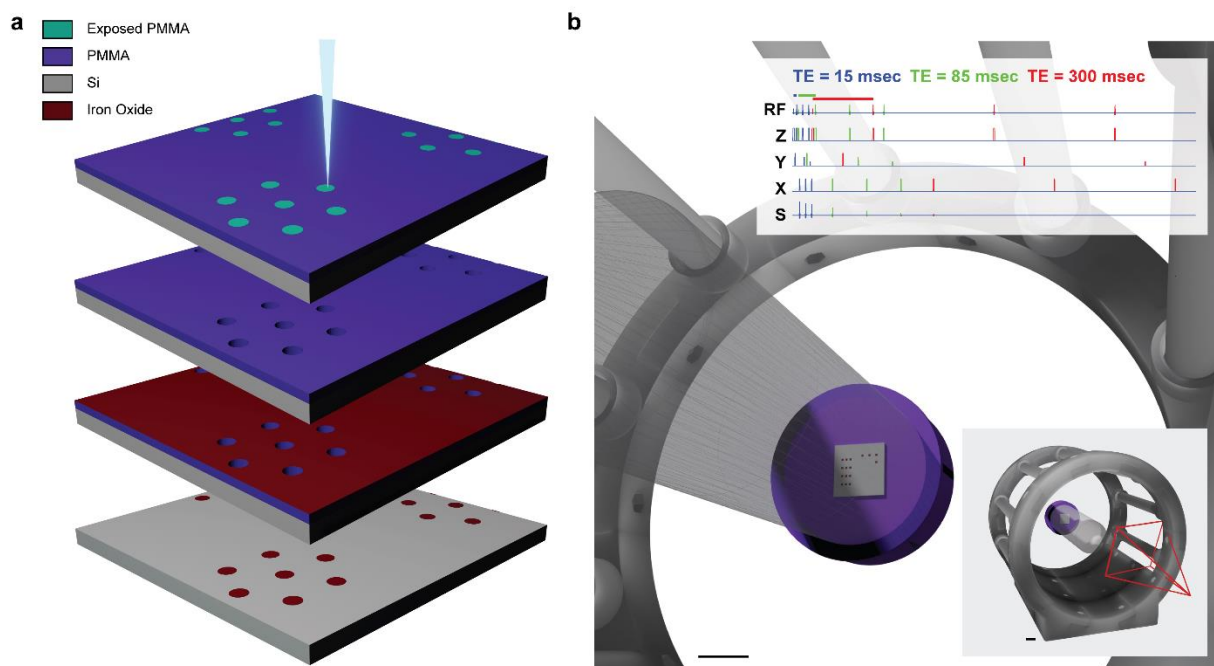 a
Exposed PMMA
PMMA
Si
Iron Oxide
b
TE = 15 msec TE = 85 msec TE = 300 msec
RF
Z
Y
X
S